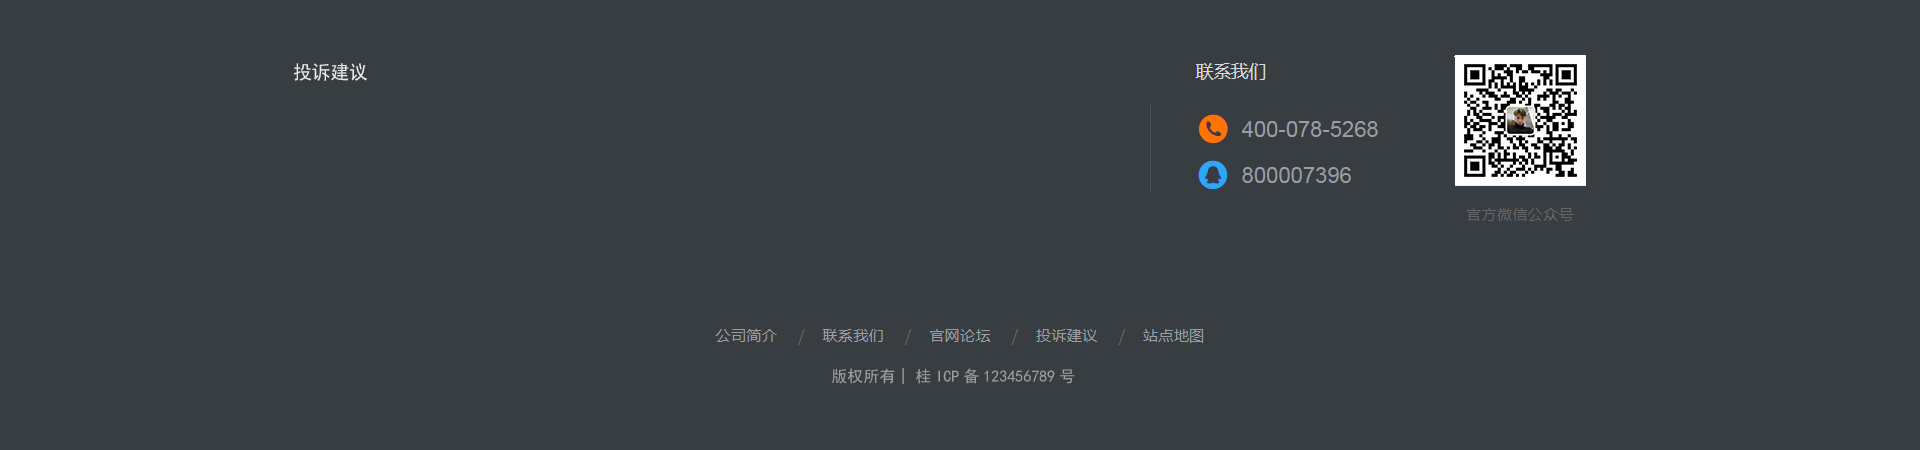 投诉建议
联系我们
400-078-5268
800007396
官方微信公众号
公司简介 / 联系我们 / 官网论坛 / 投诉建议 / 站点地图
版权所有| 桂 ICP 备 123456789 号